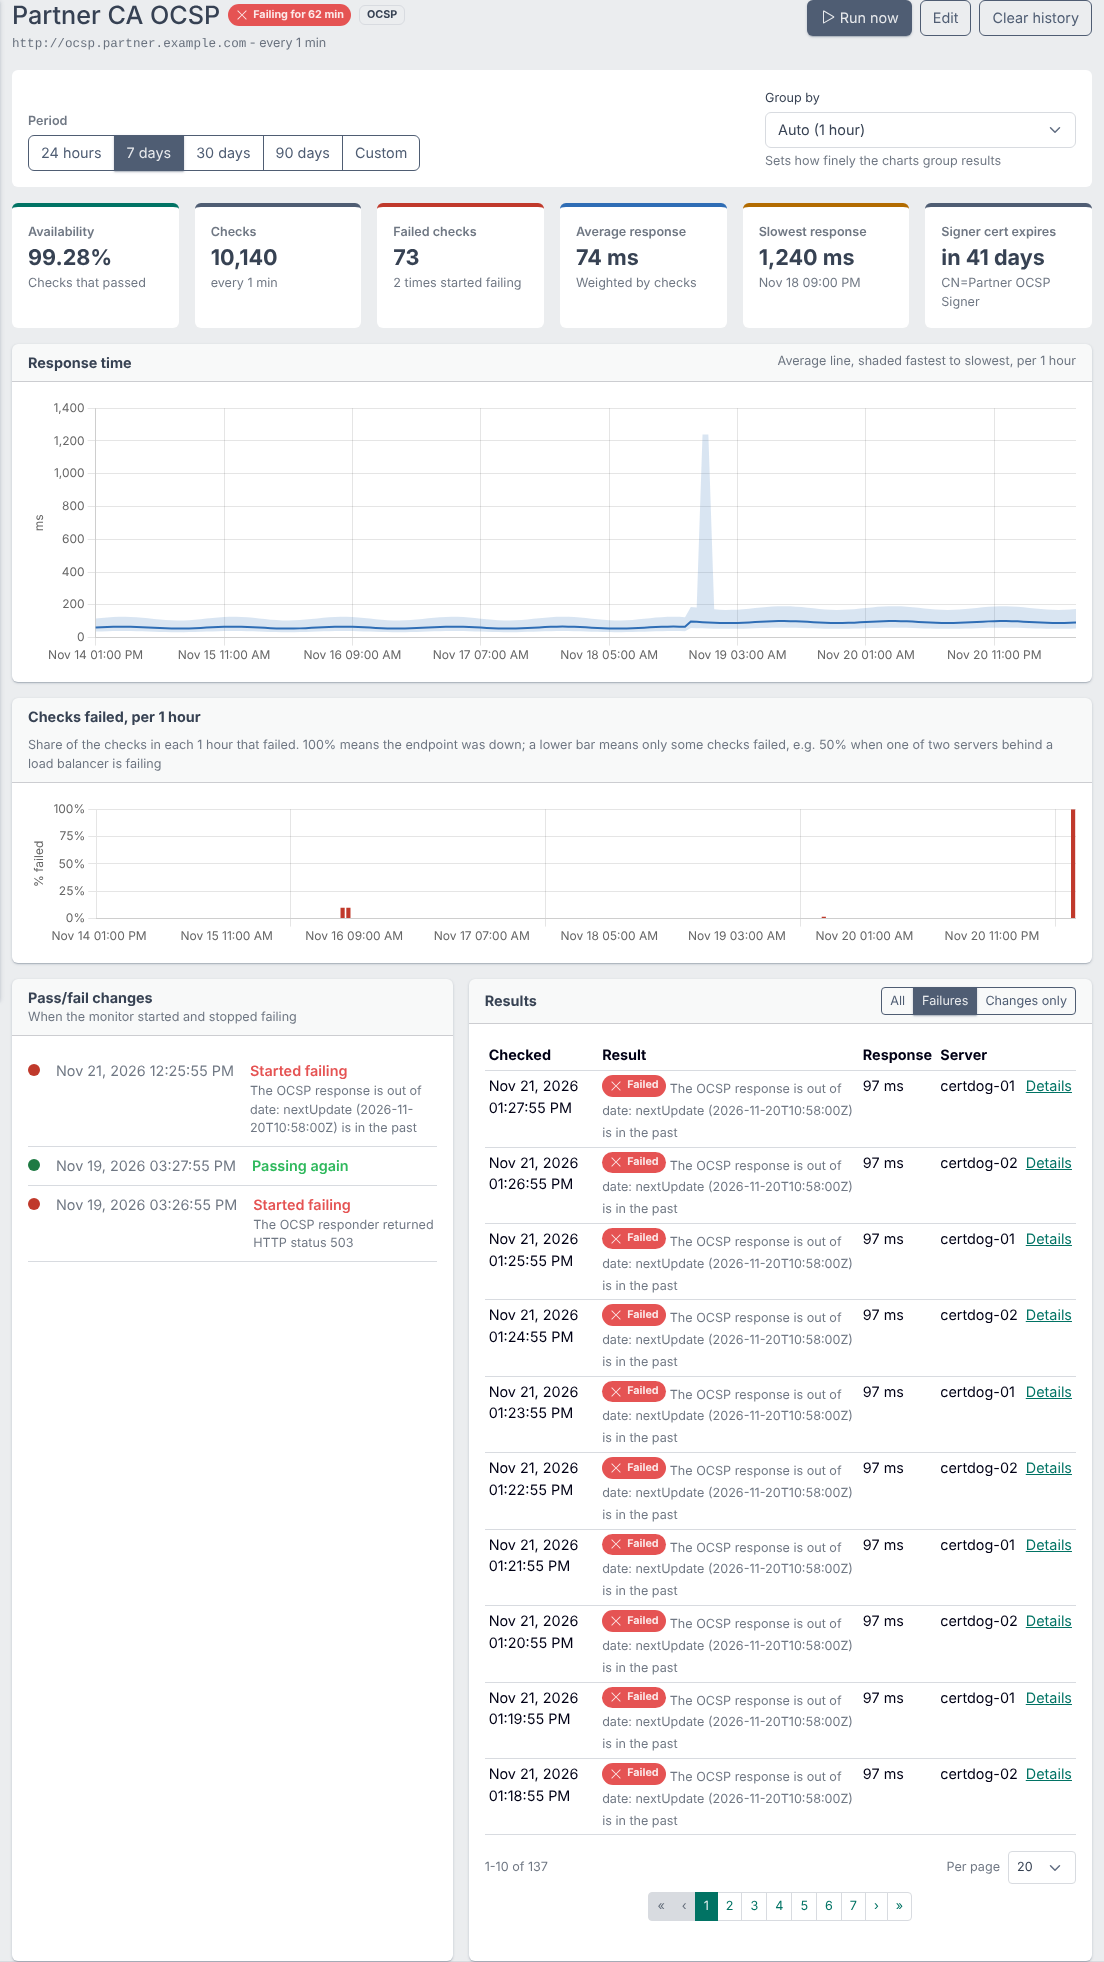 Partner CA OCSP
Failing for 62 min
OCSP
Run now
Edit
Clear history
http://ocsp.partner.example.com - every 1 min
Period
24 hours
7 days
30 days
90 days
Custom
Group by
Auto (1 hour)
Sets how finely the charts group results
Availability
99.28%
Checks that passed
Checks
10,140
every 1 min
Failed checks
73
2 times started failing
Average response
74 ms
Weighted by checks
Slowest response
1,240 ms
Nov 18 09:00 PM
Signer cert expires
in 41 days
CN=Partner OCSP
Signer
Response time
Average line, shaded fastest to slowest, per 1 hour
1,400
1,200
1,000
800
600
400
200
0
ms
Nov 14 01:00 PM
Nov 15 11:00 AM
Nov 16 09:00 AM
Nov 17 07:00 AM
Nov 18 05:00 AM
Nov 19 03:00 AM
Nov 20 01:00 AM
Nov 20 11:00 PM
Checks failed, per 1 hour
Share of the checks in each 1 hour that failed. 100% means the endpoint was down; a lower bar means only some checks failed, e.g. 50% when one of two servers behind a
load balancer is failing
100%
75%
50%
25%
0%
% failed
Nov 14 01:00 PM
Nov 15 11:00 AM
Nov 16 09:00 AM
Nov 17 07:00 AM
Nov 18 05:00 AM
Nov 19 03:00 AM
Nov 20 01:00 AM
Nov 20 11:00 PM
Pass/fail changes
When the monitor started and stopped failing
Nov 21, 2026 12:25:55 PM
Started failing
The OCSP response is out of
date: nextUpdate (2026-11-
20T10:58:00Z) is in the past
Nov 19, 2026 03:27:55 PM
Passing again
Nov 19, 2026 03:26:55 PM
Started failing
The OCSP responder returned
HTTP status 503
Results
All
Failures
Changes only
Checked Result Response Server
Nov 21, 2026 Failed The OCSP response is out of 97 ms certdog-01 Details
01:27:55 PM date: nextUpdate (2026-11-20T10:58:00Z)
is in the past
Nov 21, 2026 Failed The OCSP response is out of 97 ms certdog-02 Details
01:26:55 PM date: nextUpdate (2026-11-20T10:58:00Z)
is in the past
Nov 21, 2026 Failed The OCSP response is out of 97 ms certdog-01 Details
01:25:55 PM date: nextUpdate (2026-11-20T10:58:00Z)
is in the past
Nov 21, 2026 Failed The OCSP response is out of 97 ms certdog-02 Details
01:24:55 PM date: nextUpdate (2026-11-20T10:58:00Z)
is in the past
Nov 21, 2026 Failed The OCSP response is out of 97 ms certdog-01 Details
01:23:55 PM date: nextUpdate (2026-11-20T10:58:00Z)
is in the past
Nov 21, 2026 Failed The OCSP response is out of 97 ms certdog-02 Details
01:22:55 PM date: nextUpdate (2026-11-20T10:58:00Z)
is in the past
Nov 21, 2026 Failed The OCSP response is out of 97 ms certdog-01 Details
01:21:55 PM date: nextUpdate (2026-11-20T10:58:00Z)
is in the past
Nov 21, 2026 Failed The OCSP response is out of 97 ms certdog-02 Details
01:20:55 PM date: nextUpdate (2026-11-20T10:58:00Z)
is in the past
Nov 21, 2026 Failed The OCSP response is out of 97 ms certdog-01 Details
01:19:55 PM date: nextUpdate (2026-11-20T10:58:00Z)
is in the past
Nov 21, 2026 Failed The OCSP response is out of 97 ms certdog-02 Details
01:18:55 PM date: nextUpdate (2026-11-20T10:58:00Z)
is in the past
1-10 of 137
Per page 20
« ‹ 1 2 3 4 5 6 7 › »